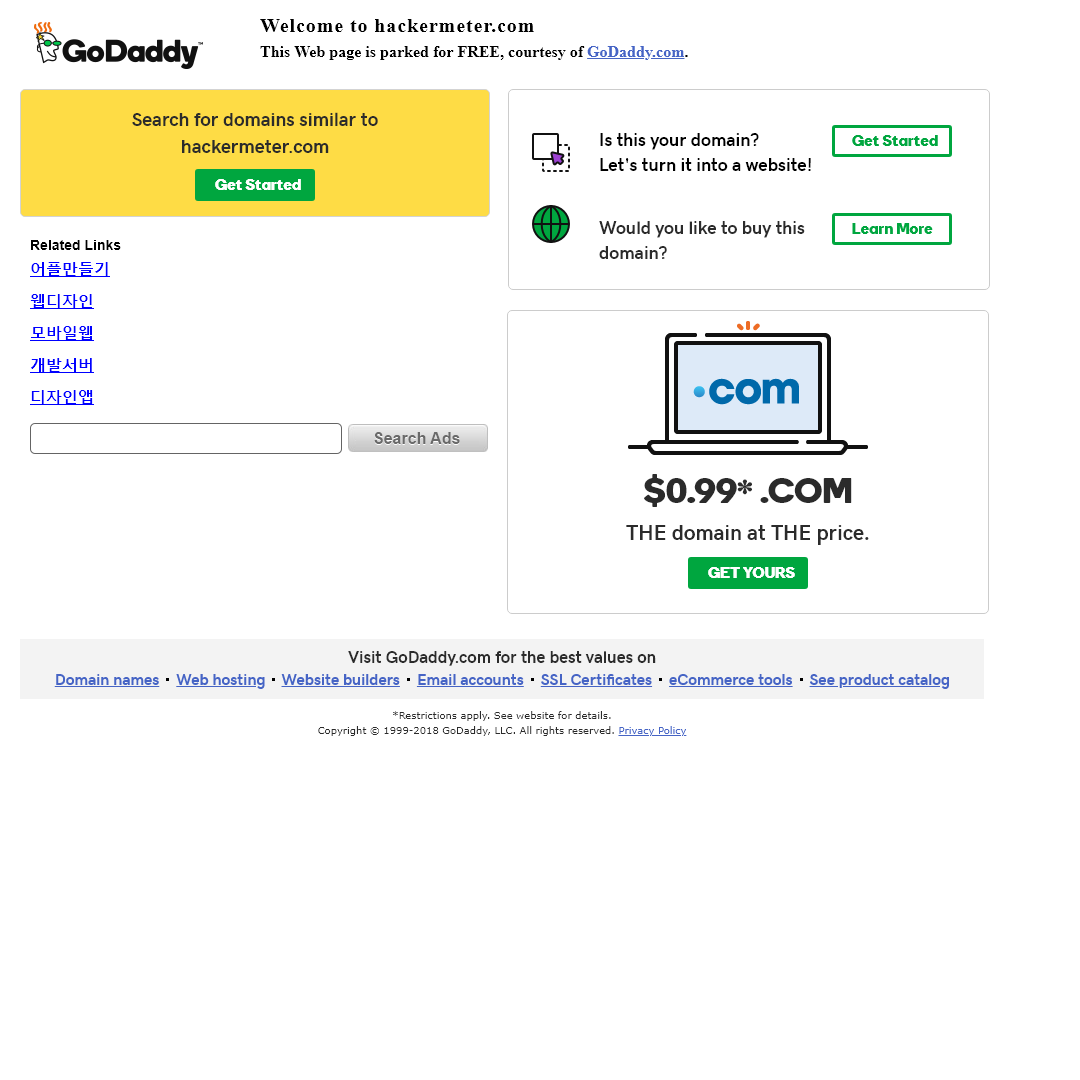 GoDaddy™
Welcome to hackermeter.com
This Web page is parked for FREE, courtesy of GoDaddy.com.
Search for domains similar to
hackermeter.com
Get Started
Related Links
어플만들기
웹디자인
모바일웹
개발서버
디자인앱
Search Ads
Is this your domain?
Let's turn it into a website!
Get Started
Would you like to buy this
domain?
Learn More
.com
$0.99* .COM
THE domain at THE price.
GET YOURS
Visit GoDaddy.com for the best values on
Domain names · Web hosting · Website builders · Email accounts · SSL Certificates · eCommerce tools · See product catalog
*Restrictions apply. See website for details.
Copyright © 1999-2018 GoDaddy, LLC. All rights reserved. Privacy Policy